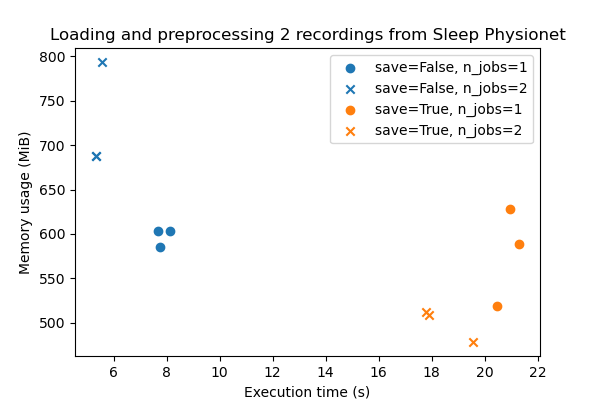 Loading and preprocessing 2 recordings from Sleep Physionet
800
750
700
650
600
550
500
Memory usage (MiB)
save=False, n_jobs=1
save=False, n_jobs=2
save=True, n_jobs=1
save=True, n_jobs=2
6 8 10 12 14 16 18 20 22
Execution time (s)